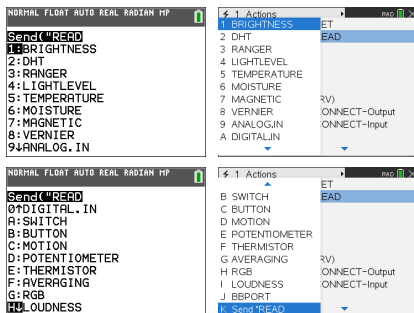 NORMAL FLOAT AUTO REAL RADIAN MP
Send("READ
1:BRIGHTNESS
2:DHT
3:RANGER
4:LIGHTLEVEL
5:TEMPERATURE
6:MOISTURE
7:MAGNETIC
8:VERNIER
9↓ANALOG.IN
1 Actions
RAD
1 BRIGHTNESS
ET
2 DHT
EAD
3 RANGER
4 LIGHTLEVEL
5 TEMPERATURE
6 MOISTURE
7 MAGNETIC
RV)
8 VERNIER
ONNECT-Output
9 ANALOG.IN
ONNECT-Input
A DIGITAL.IN
NORMAL FLOAT AUTO REAL RADIAN MP
Send("READ
0↑DIGITAL.IN
A:SWITCH
B:BUTTON
C:MOTION
D:POTENTIOMETER
E:THERMISTOR
F:AVERAGING
G:RGB
H↓LOUDNESS
1 Actions
RAD
ET
B SWITCH
EAD
C BUTTON
D MOTION
E POTENTIOMETER
F THERMISTOR
G AVERAGING
RV)
H RGB
ONNECT-Output
I LOUDNESS
ONNECT-Input
J BBPORT
K Send "READ